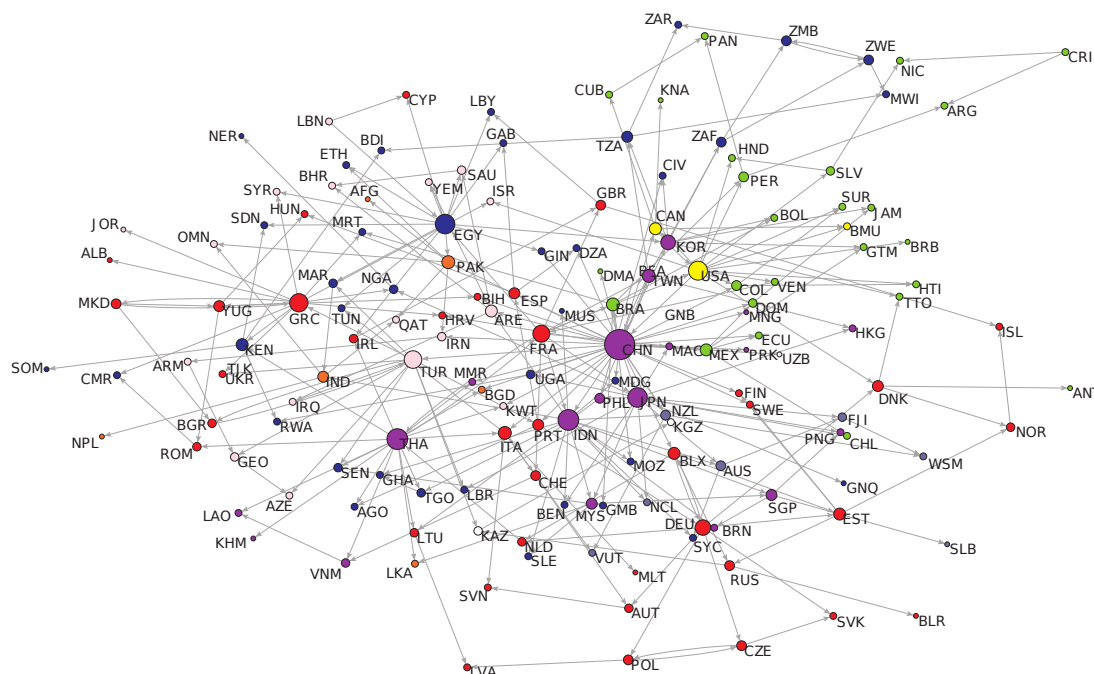 ZAR
ZMB
PAN
ZWE
NIC
CRI
CUB
KNA
MWI
ARG
CYP
LBY
LBN
NER
BDI
GAB
TZA
ZAF
HND
ETH
BHR
SAU
YEM
ISR
CIV
PER
SLV
SYR
AFG
GBR
HUN
SDN
MRT
EGY
CAN
KOR
BOL
SUR
JAM
BMU
JOR
OMN
GIN
DZA
GTM
BRB
ALB
PAK
DMA
TWN
USA
MAR
NGA
BIH
ESP
COL
VEN
HTI
TTO
MKD
YUG
GRC
TUN
QAT
HRV
ARE
MUS
BRA
GNB
DOM
MNG
HKG
ISL
KEN
IRL
IRN
FRA
CHN
MAC
MEX
ECU
PRK
UZB
SOM
CMR
ARM
TJK
UKR
IND
TUR
MMR
UGA
MDG
BGD
IRQ
KWT
PHL
JPN
FIN
SWE
DNK
ANT
NPL
BGR
RWA
ROM
GEO
THA
ITA
PRT
IDN
NZL
KGZ
FJI
PNG
CHL
NOR
WSM
SEN
GHA
TGO
LBR
CHE
MOZ
BLX
AUS
GNQ
AZE
AGO
LAO
KHM
BEN
MYS
GMB
NCL
SGP
EST
DEU
BRN
SYC
KAZ
LTU
NLD
SLE
VUT
SLB
VNM
LKA
MLT
RUS
SVN
AUT
SVK
BLR
CZE
POL
LVA